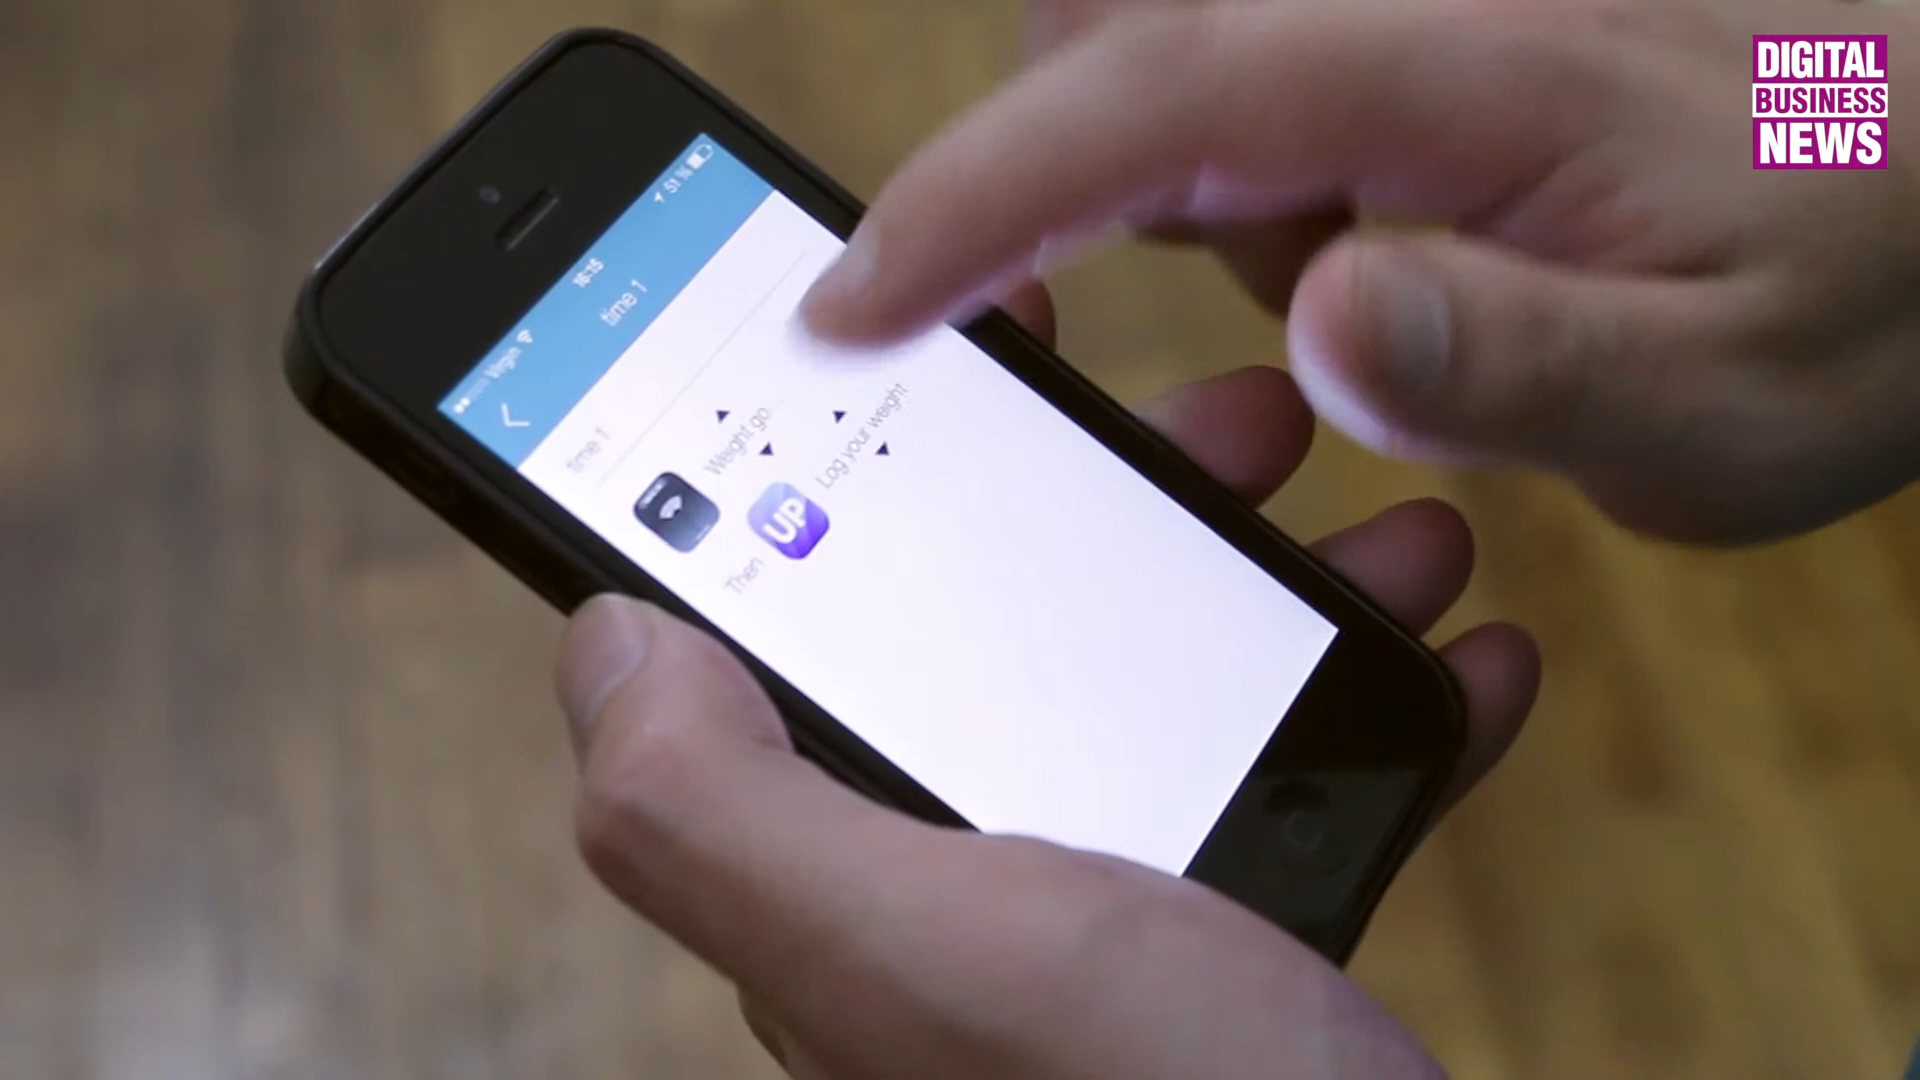 DIGITAL
BUSINESS
NEWS
Virgin
16:15
51 %
time 1
time 1
Weight go
UP
Log your weight
Then